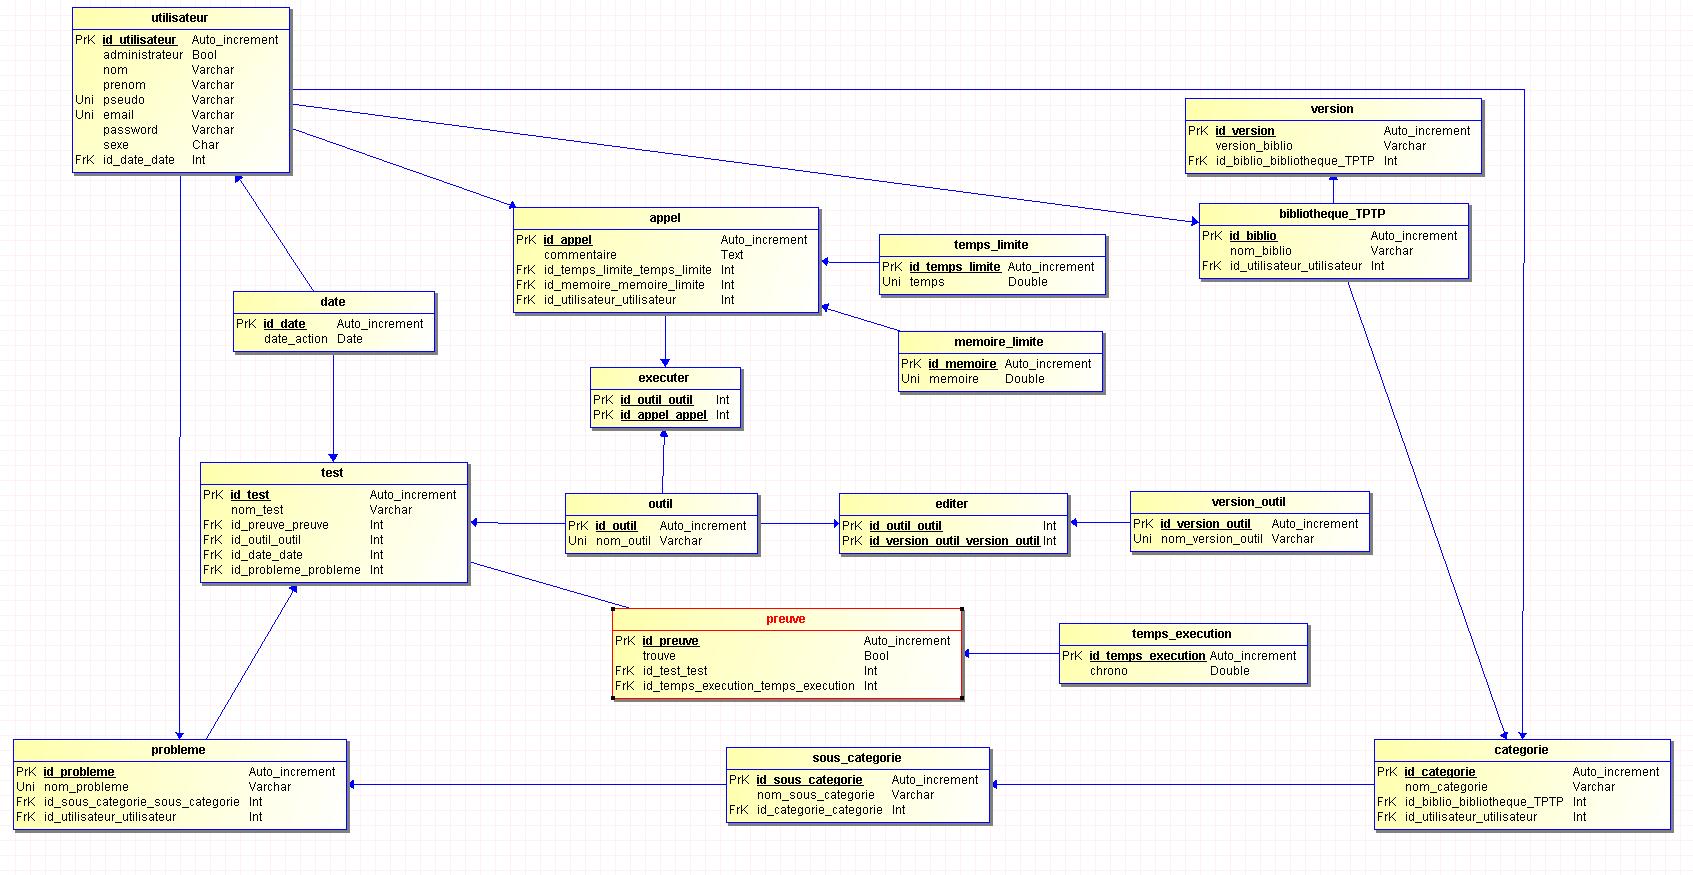 utilisateur
PrK id_utilisateur Auto_increment
administrateur Bool
nom Varchar
prenom Varchar
Uni pseudo Varchar
Uni email Varchar
password Varchar
sexe Char
FrK id_date_date Int
version
PrK id_version Auto_increment
version_biblio Varchar
FrK id_biblio_bibliotheque_TPTP Int
bibliotheque_TPTP
PrK id_biblio Auto_increment
nom_biblio Varchar
FrK id_utilisateur_utilisateur Int
appel
PrK id_appel Auto_increment
commentaire Text
FrK id_temps_limite_temps_limite Int
FrK id_memoire_memoire_limite Int
FrK id_utilisateur_utilisateur Int
temps_limite
PrK id_temps_limite Auto_increment
Uni temps Double
date
PrK id_date Auto_increment
date_action Date
memoire_limite
PrK id_memoire Auto_increment
Uni memoire Double
executer
PrK id_outil_outil Int
PrK id_appel_appel Int
test
PrK id_test Auto_increment
nom_test Varchar
FrK id_preuve_preuve Int
FrK id_outil_outil Int
FrK id_date_date Int
FrK id_probleme_probleme Int
outil
PrK id_outil Auto_increment
Uni nom_outil Varchar
editer
PrK id_outil_outil Int
PrK id_version_outil_version_outil Int
version_outil
PrK id_version_outil Auto_increment
Uni nom_version_outil Varchar
preuve
PrK id_preuve Auto_increment
trouve Bool
FrK id_test_test Int
FrK id_temps_execution_temps_execution Int
temps_execution
PrK id_temps_execution Auto_increment
chrono Double
probleme
PrK id_probleme Auto_increment
Uni nom_probleme Varchar
FrK id_sous_categorie_sous_categorie Int
FrK id_utilisateur_utilisateur Int
sous_categorie
PrK id_sous_categorie Auto_increment
nom_sous_categorie Varchar
FrK id_categorie_categorie Int
categorie
PrK id_categorie Auto_increment
nom_categorie Varchar
FrK id_biblio_bibliotheque_TPTP Int
FrK id_utilisateur_utilisateur Int